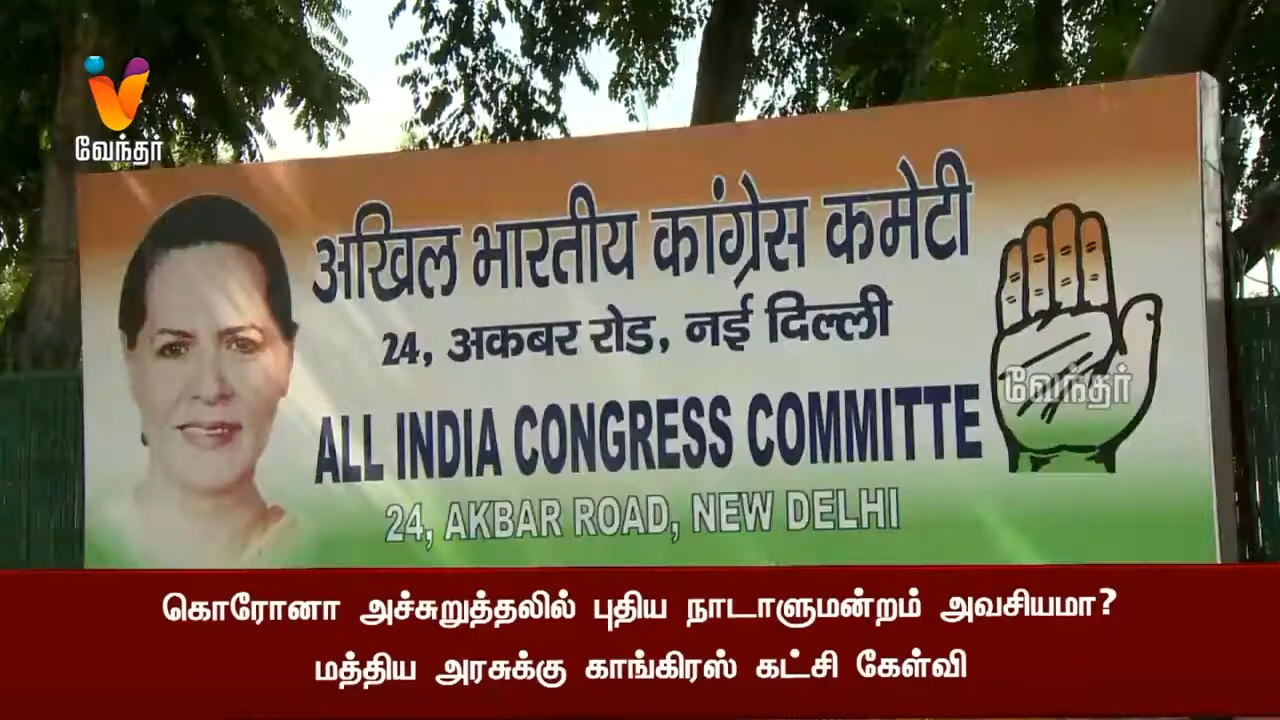 வேந்தர்
अखिल भारतीय कांग्रेस कमेटी
24, अकबर रोड, नई दिल्ली
ALL INDIA CONGRESS COMMITTE
24, AKBAR ROAD, NEW DELHI
வேந்தர்
கொரோனா அச்சுறுத்தலில் புதிய நாடாளுமன்றம் அவசியமா?
மத்திய அரசுக்கு காங்கிரஸ் கட்சி கேள்வி